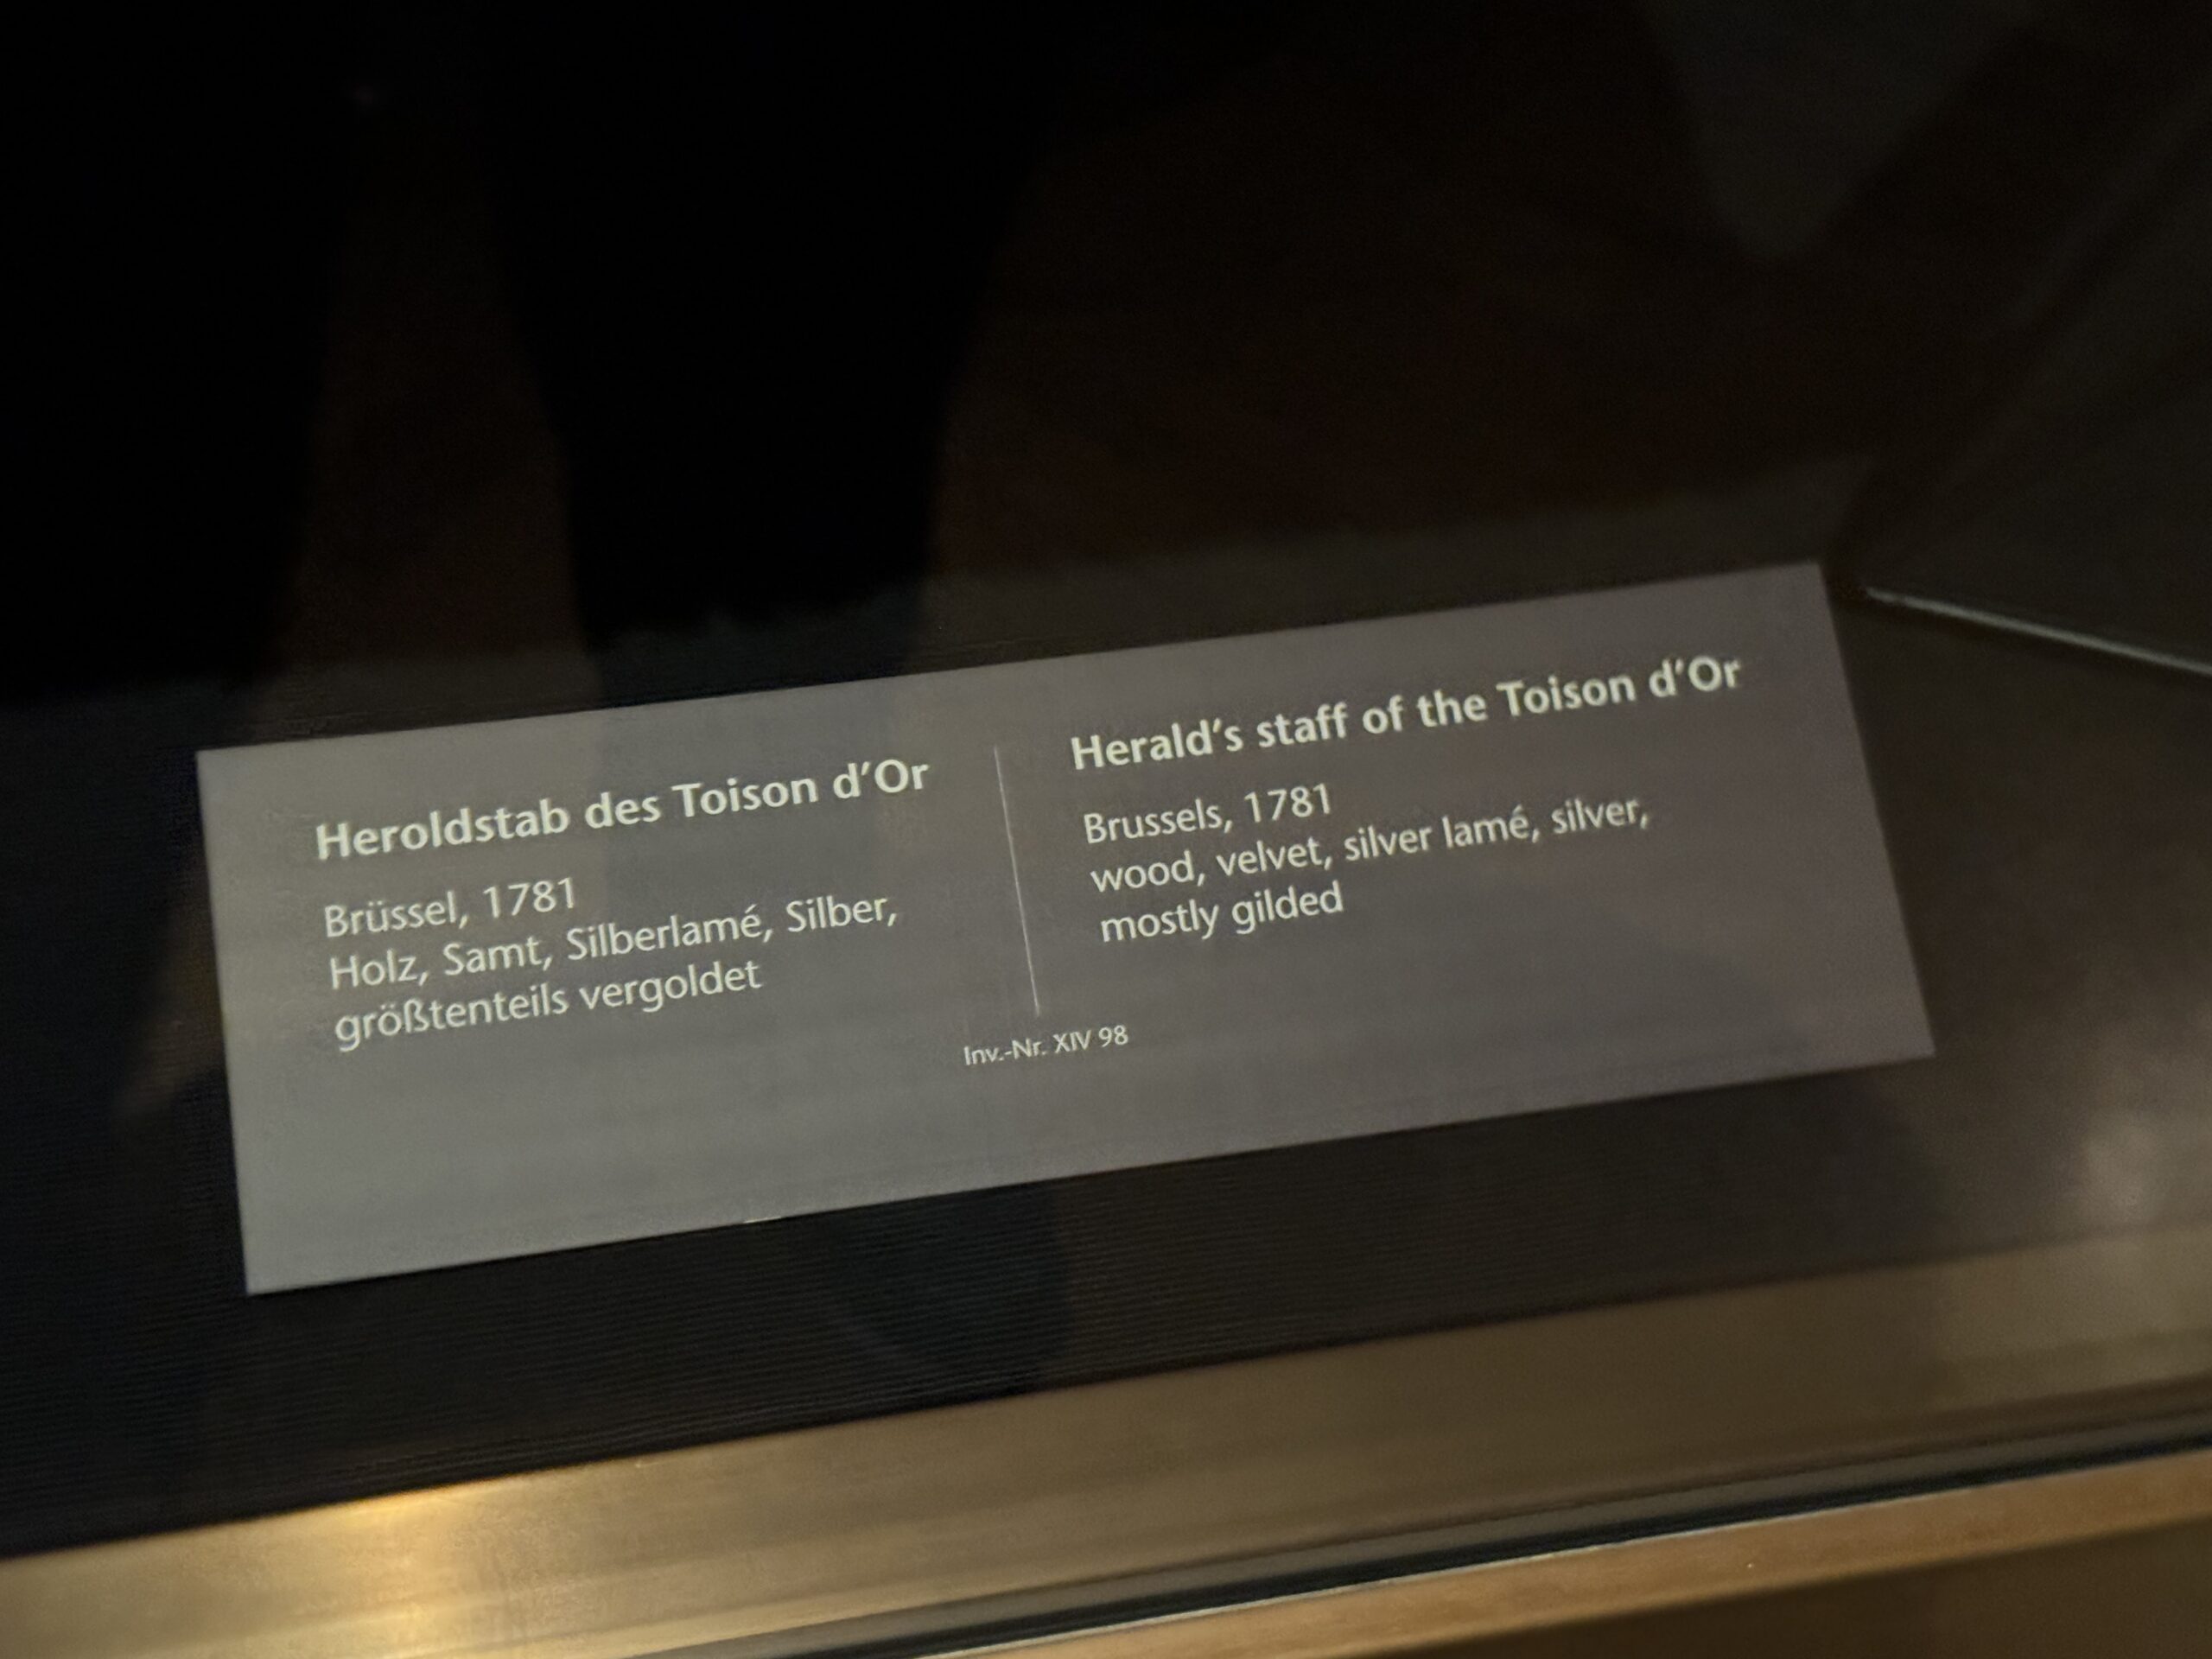 Heroldstab des Toison d’Or
Brüssel, 1781
Holz, Samt, Silberlamé, Silber,
größtenteils vergoldet
Herald’s staff of the Toison d’Or
Brussels, 1781
wood, velvet, silver lamé, silver,
mostly gilded
Inv.-Nr. XIV 98